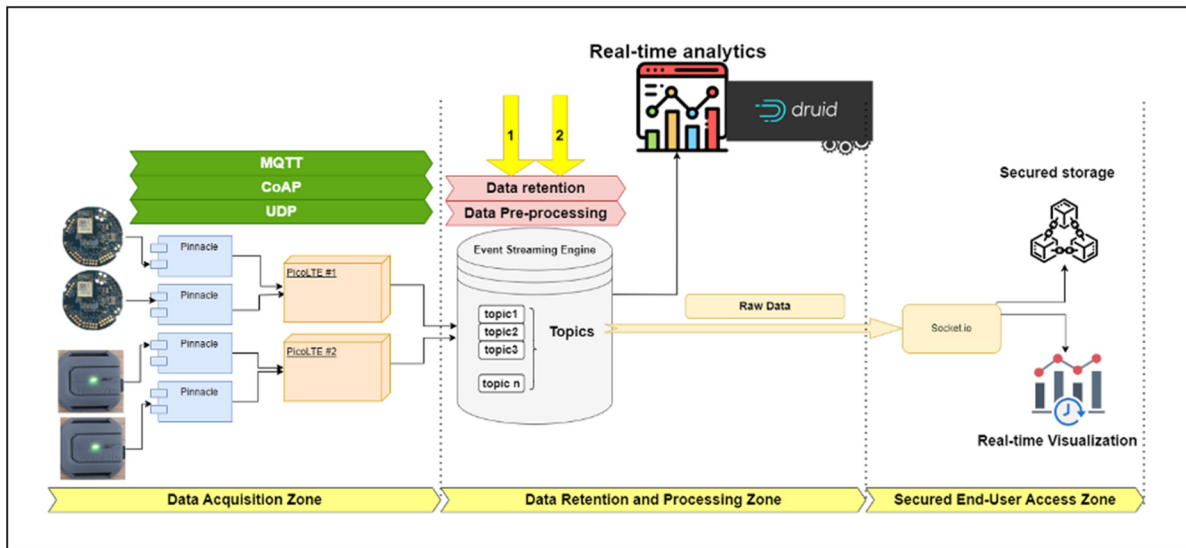 Real-time analytics
druid
1
2
MQTT
CoAP
UDP
Data retention
Data Pre-processing
Secured storage
Pinnacle
Pinnacle
Pinnacle
Pinnacle
PicoLTE #1
PicoLTE #2
Event Streaming Engine
topic1
topic2
topic3
topic n
Topics
Raw Data
Socket.io
Real-time Visualization
Data Acquisition Zone
Data Retention and Processing Zone
Secured End-User Access Zone